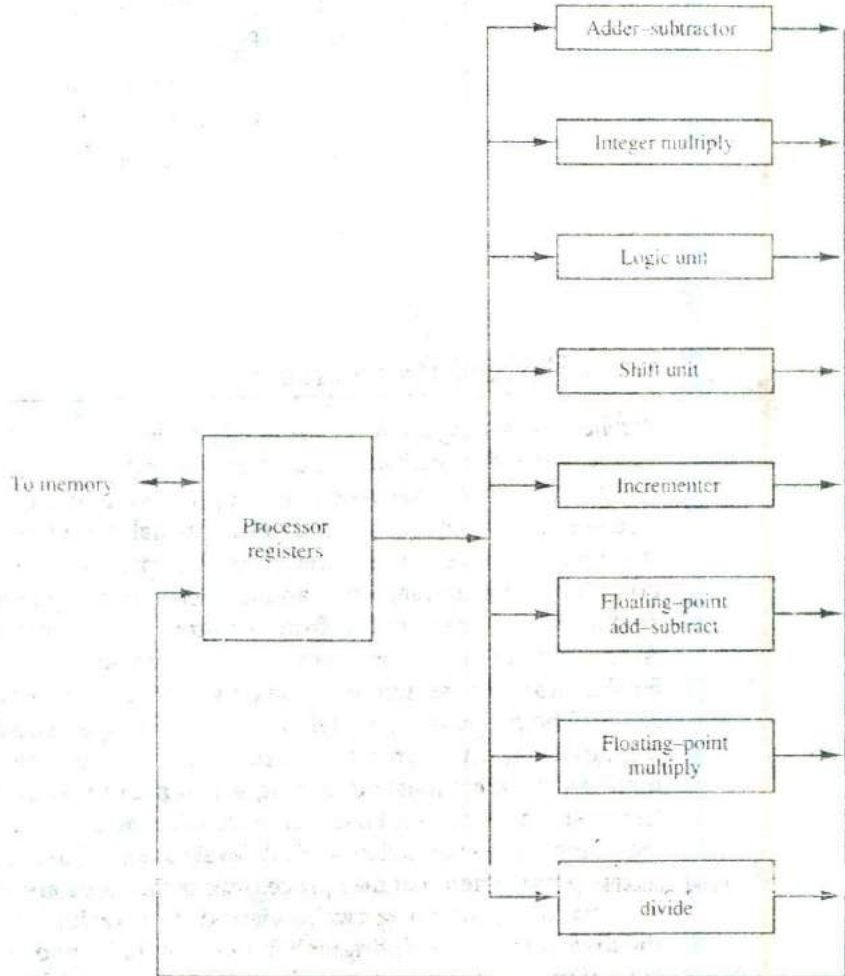 Adder–subtractor
Integer multiply
Logic unit
Shift unit
To memory
Incrementer
Processor
registers
Floating–point
add–subtract
Floating–point
multiply
divide